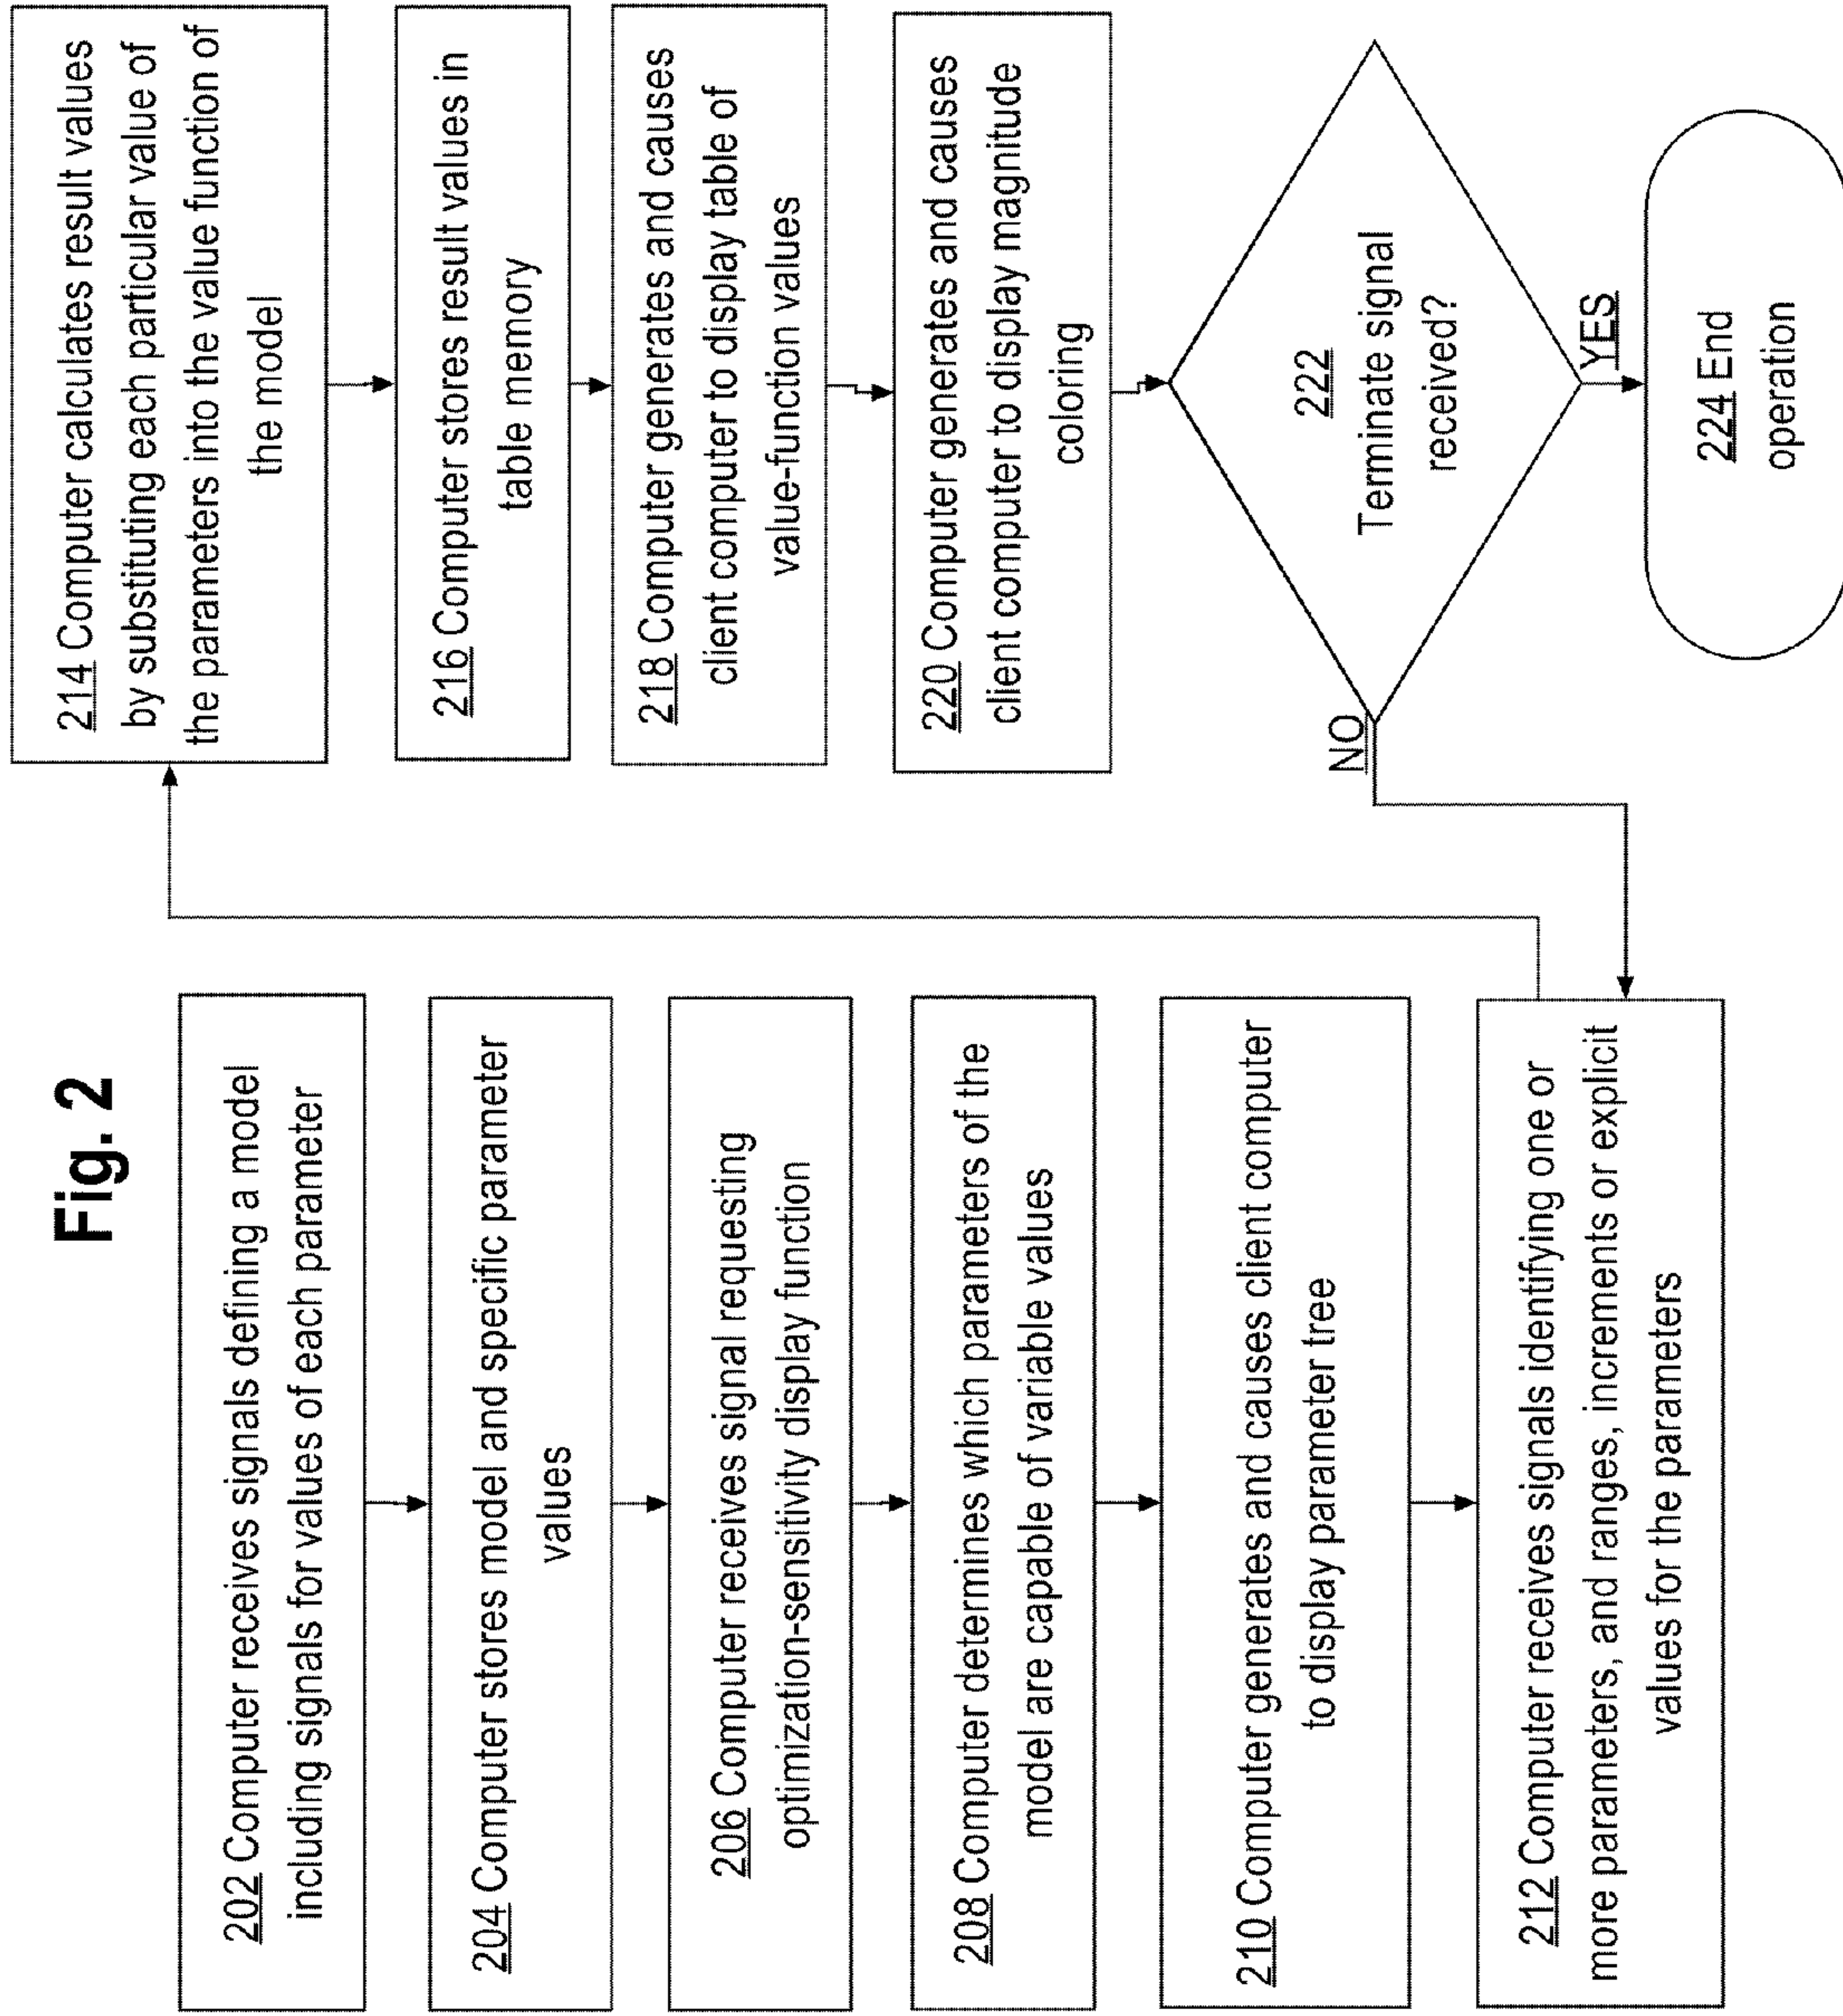 Fig. 2
202 Computer receives signals defining a model
including signals for values of each parameter
204 Computer stores model and specific parameter
values
206 Computer receives signal requesting
optimization-sensitivity display function
208 Computer determines which parameters of the
model are capable of variable values
210 Computer generates and causes client computer
to display parameter tree
212 Computer receives signals identifying one or
more parameters, and ranges, increments or explicit
values for the parameters
214 Computer calculates result values
by substituting each particular value of
the parameters into the value function of
the model
216 Computer stores result values in
table memory
218 Computer generates and causes
client computer to display table of
value-function values
220 Computer generates and causes
client computer to display magnitude
coloring
222
Terminate signal
received?
NO
YES
224 End
operation